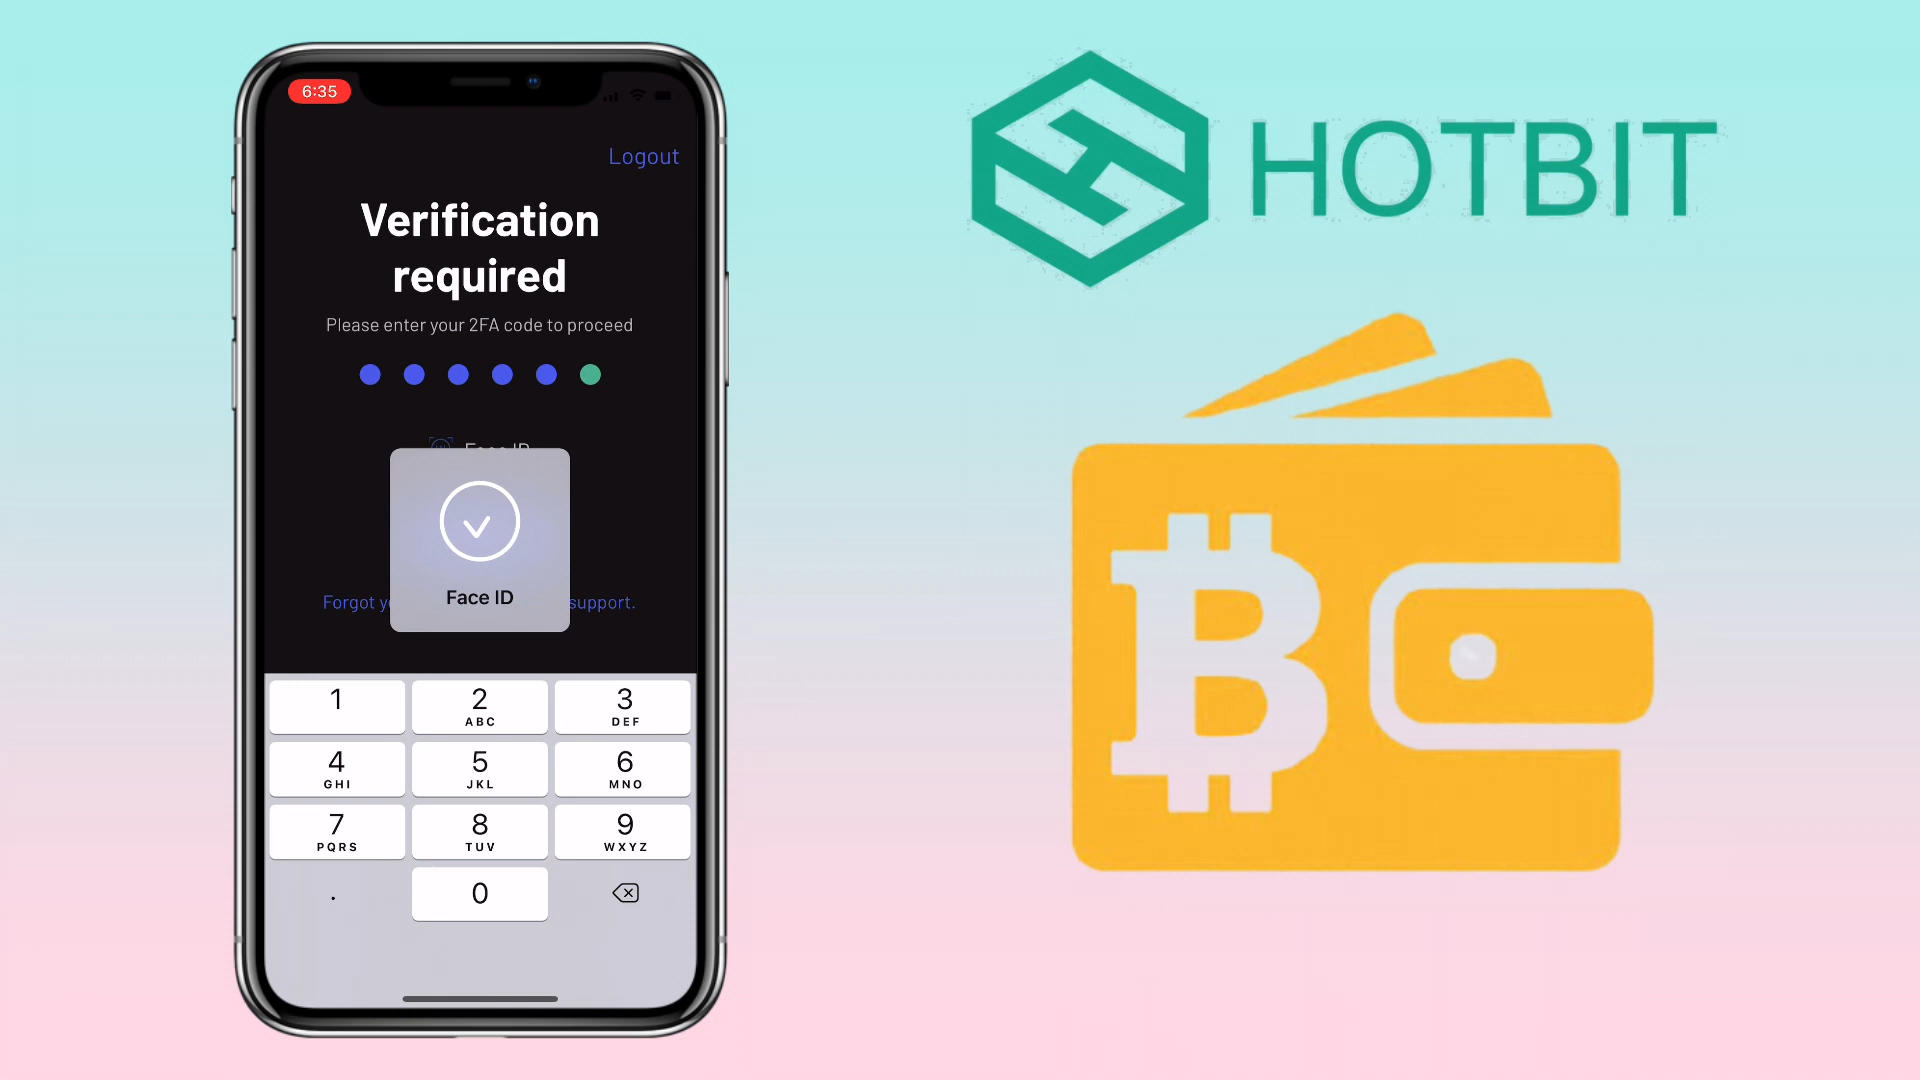 6:35
Logout
Verification
required
Please enter your 2FA code to proceed
Face ID
Forgot y support.
1
2
ABC
3
DEF
4
GHI
5
JKL
6
MNO
7
PQRS
8
TUV
9
WXYZ
.
0
HOTBIT